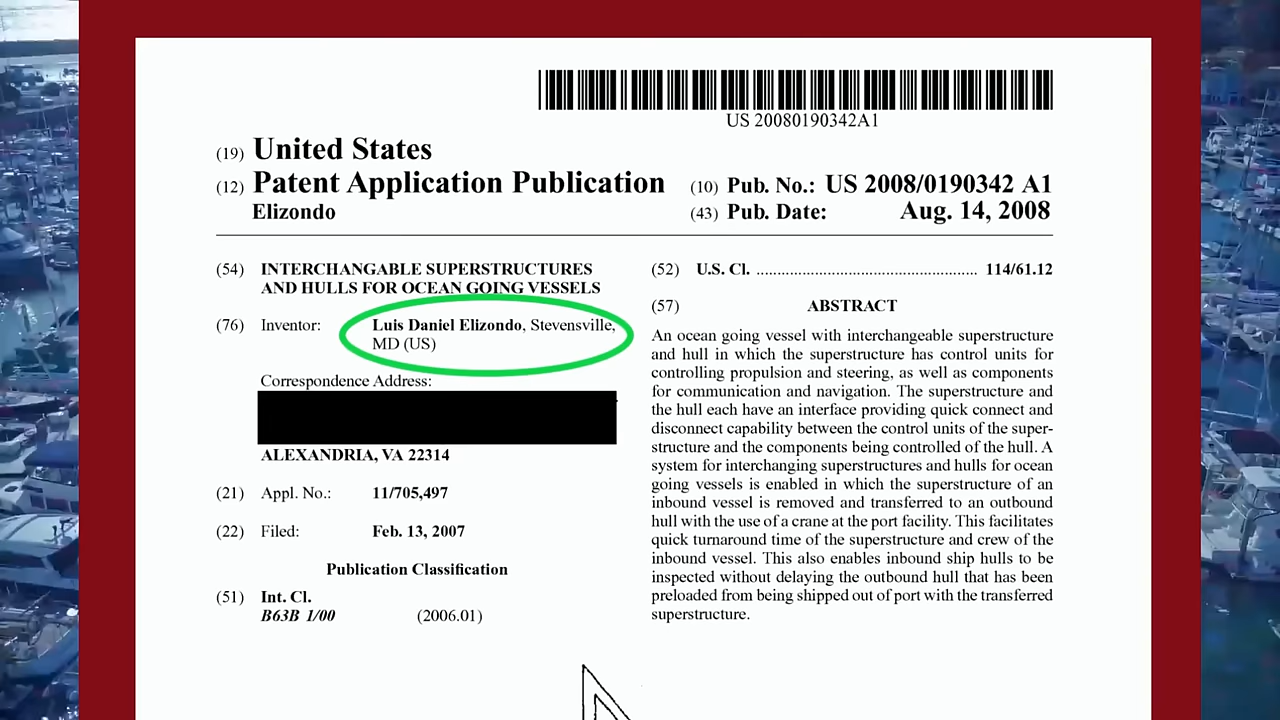 US 20080190342A1
(19) United States
(12) Patent Application Publication (10) Pub. No.: US 2008/0190342 A1
Elizondo (43) Pub. Date: Aug. 14, 2008
(54) INTERCHANGABLE SUPERSTRUCTURES
AND HULLS FOR OCEAN GOING VESSELS
(76) Inventor: Luis Daniel Elizondo, Stevensville,
MD (US)
Correspondence Address:
ALEXANDRIA, VA 22314
(21) Appl. No.: 11/705,497
(22) Filed: Feb. 13, 2007
Publication Classification
(51) Int. Cl.
B63B 1/00 (2006.01)
(52) U.S. Cl. ................................................. 114/61.12
(57) ABSTRACT
An ocean going vessel with interchangeable superstructure
and hull in which the superstructure has control units for
controlling propulsion and steering, as well as components
for communication and navigation. The superstructure and
the hull each have an interface providing quick connect and
disconnect capability between the control units of the super-
structure and the components being controlled of the hull. A
system for interchanging superstructures and hulls for ocean
going vessels is enabled in which the superstructure of an
inbound vessel is removed and transferred to an outbound
hull with the use of a crane at the port facility. This facilitates
quick turnaround time of the superstructure and crew of the
inbound vessel. This also enables inbound ship hulls to be
inspected without delaying the outbound hull that has been
preloaded from being shipped out of port with the transferred
superstructure.